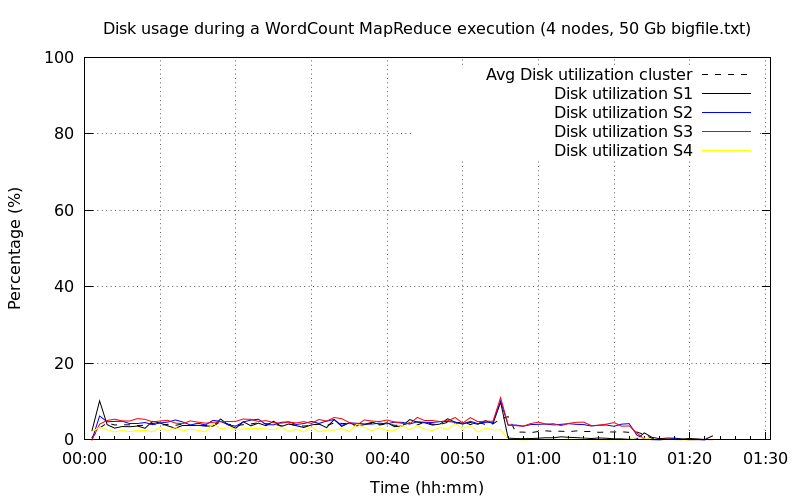 Disk usage during a WordCount MapReduce execution (4 nodes, 50 Gb bigfile.txt)
100
80
60
40
20
0
Percentage (%)
Avg Disk utilization cluster
Disk utilization S1
Disk utilization S2
Disk utilization S3
Disk utilization S4
00:00 00:10 00:20 00:30 00:40 00:50 01:00 01:10 01:20 01:30
Time (hh:mm)